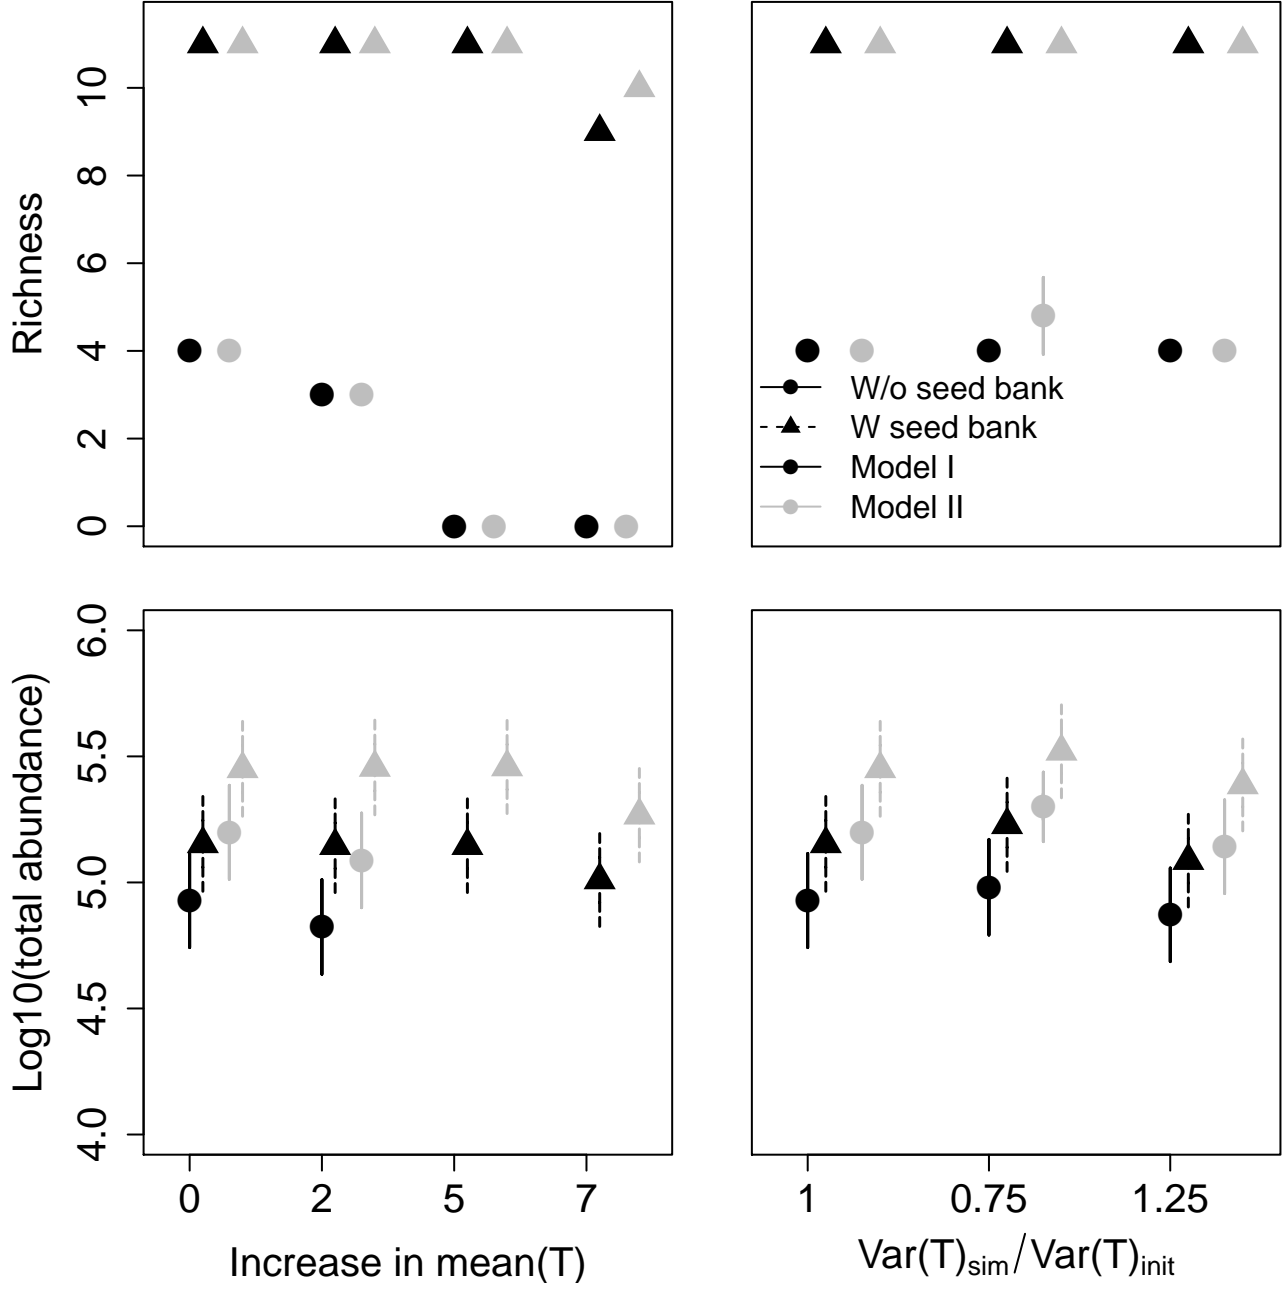 Richness
10
8
6
4
2
0
W/o seed bank
W seed bank
Model I
Model II
Log10(total abundance)
6.0
5.5
5.0
4.5
4.0
0 2 5 7
Increase in mean(T)
1 0.75 1.25
Var(T)sim/Var(T)init